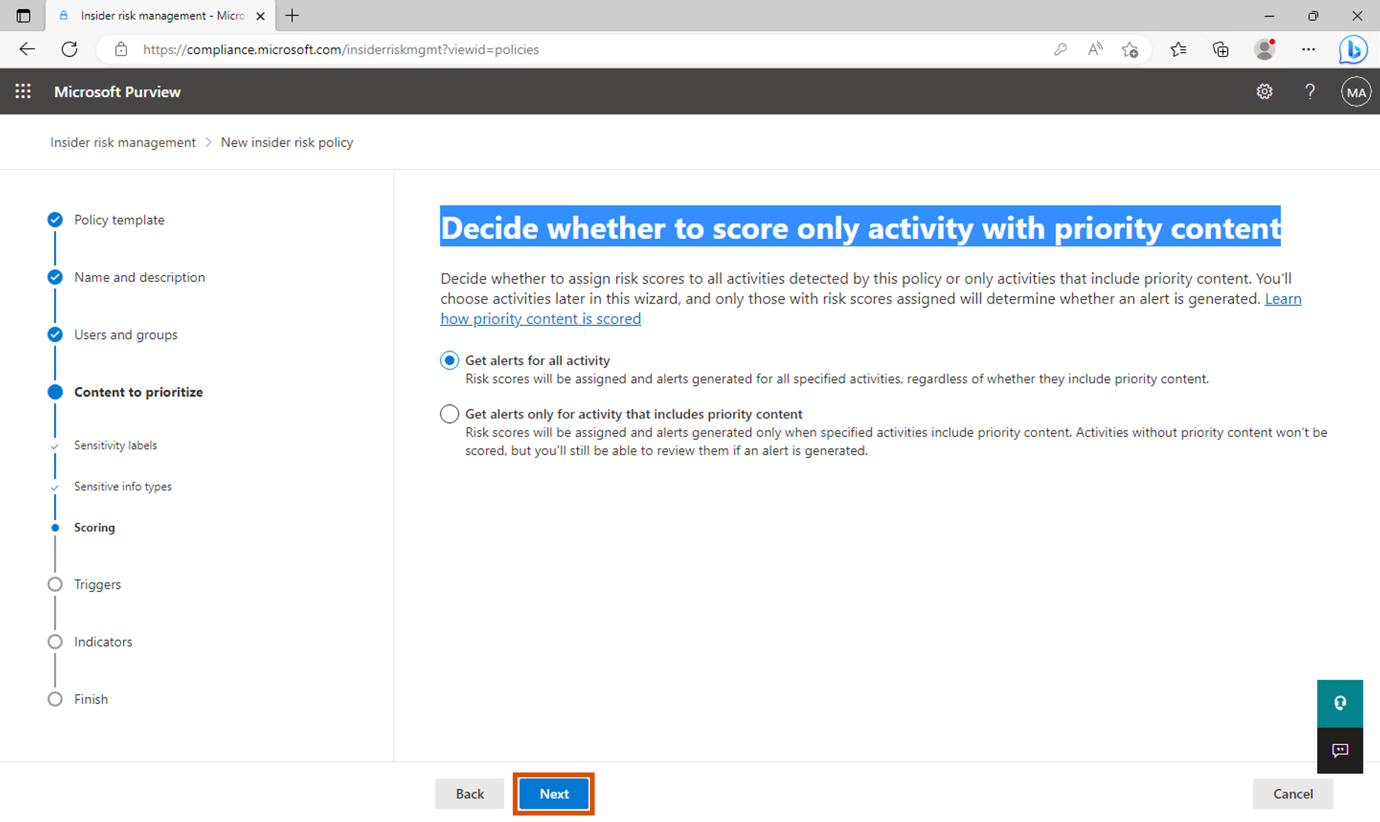 Insider risk management - Micro
https://compliance.microsoft.com/insiderriskmgmt?viewid=policies
Microsoft Purview
?
MA
Insider risk management > New insider risk policy
Policy template
Name and description
Users and groups
Content to prioritize
Sensitivity labels
Sensitive info types
Scoring
Triggers
Indicators
Finish
Decide whether to score only activity with priority content
Decide whether to assign risk scores to all activities detected by this policy or only activities that include priority content. You'll
choose activities later in this wizard, and only those with risk scores assigned will determine whether an alert is generated. Learn
how priority content is scored
Get alerts for all activity
Risk scores will be assigned and alerts generated for all specified activities, regardless of whether they include priority content.
Get alerts only for activity that includes priority content
Risk scores will be assigned and alerts generated only when specified activities include priority content. Activities without priority content won't be
scored, but you'll still be able to review them if an alert is generated.
Back
Next
Cancel